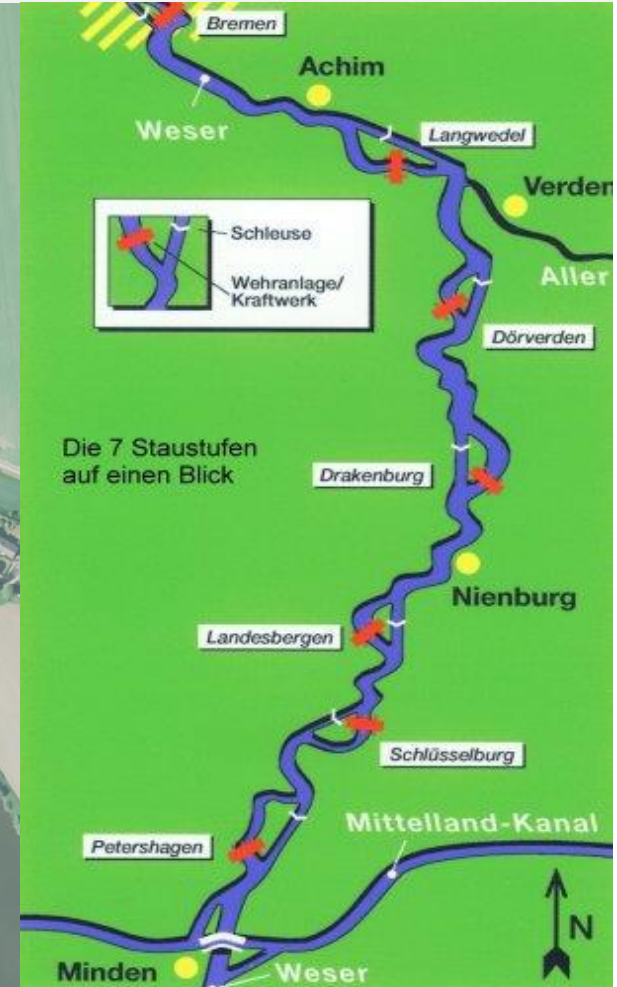 Bremen
Achim
Weser
Langwedel
Verden
Schleuse
Wehranlage/
Kraftwerk
Aller
Dörverden
Die 7 Staustufen
auf einen Blick
Drakenburg
Nienburg
Landesbergen
Schlüsselburg
Mittelland-Kanal
Petershagen
N
Minden
Weser